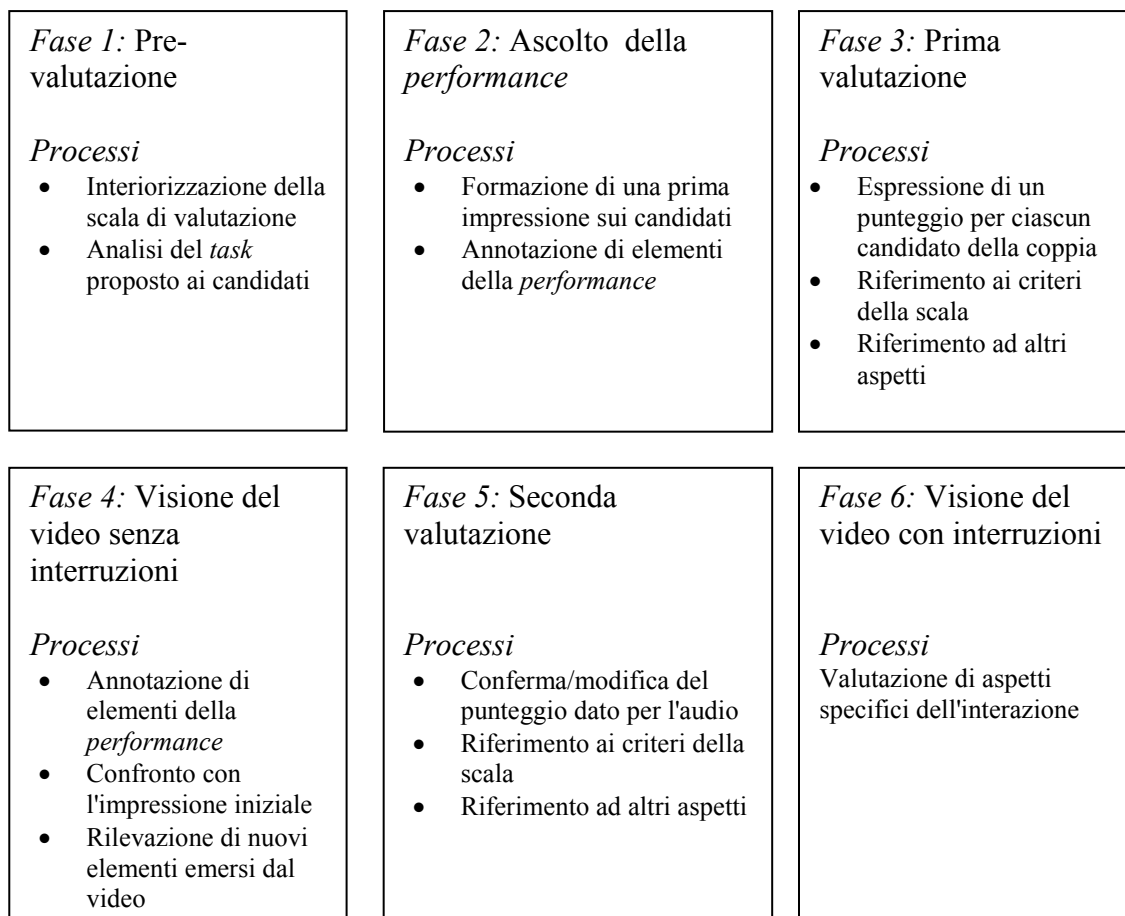 Fase 1: Pre-
valutazione
Processi
• Interiorizzazione della
scala di valutazione
• Analisi del task
proposto ai candidati
Fase 2: Ascolto della
performance
Processi
• Formazione di una prima
impressione sui candidati
• Annotazione di elementi
della performance
Fase 3: Prima
valutazione
Processi
• Espressione di un
punteggio per ciascun
candidato della coppia
• Riferimento ai criteri
della scala
• Riferimento ad altri
aspetti
Fase 4: Visione del
video senza
interruzioni
Processi
• Annotazione di
elementi della
performance
• Confronto con
l'impressione iniziale
• Rilevazione di nuovi
elementi emersi dal
video
Fase 5: Seconda
valutazione
Processi
• Conferma/modifica del
punteggio dato per l'audio
• Riferimento ai criteri della
scala
• Riferimento ad altri aspetti
Fase 6: Visione del
video con interruzioni
Processi
Valutazione di aspetti
specifici dell'interazione